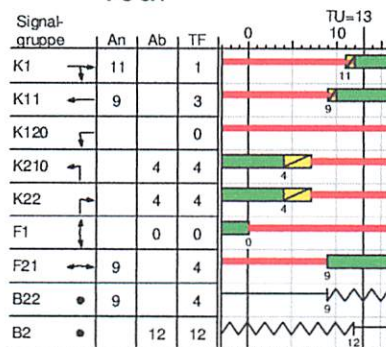 Signal-
gruppe An Ab TF
TU=13
0 10
K1 11 1 11
K11 9 3 9
K120 0
K210 4 4 4
K22 4 4 4
F1 0 0 0
F21 9 4 9
B22 9 4 9
B2 12 12 12